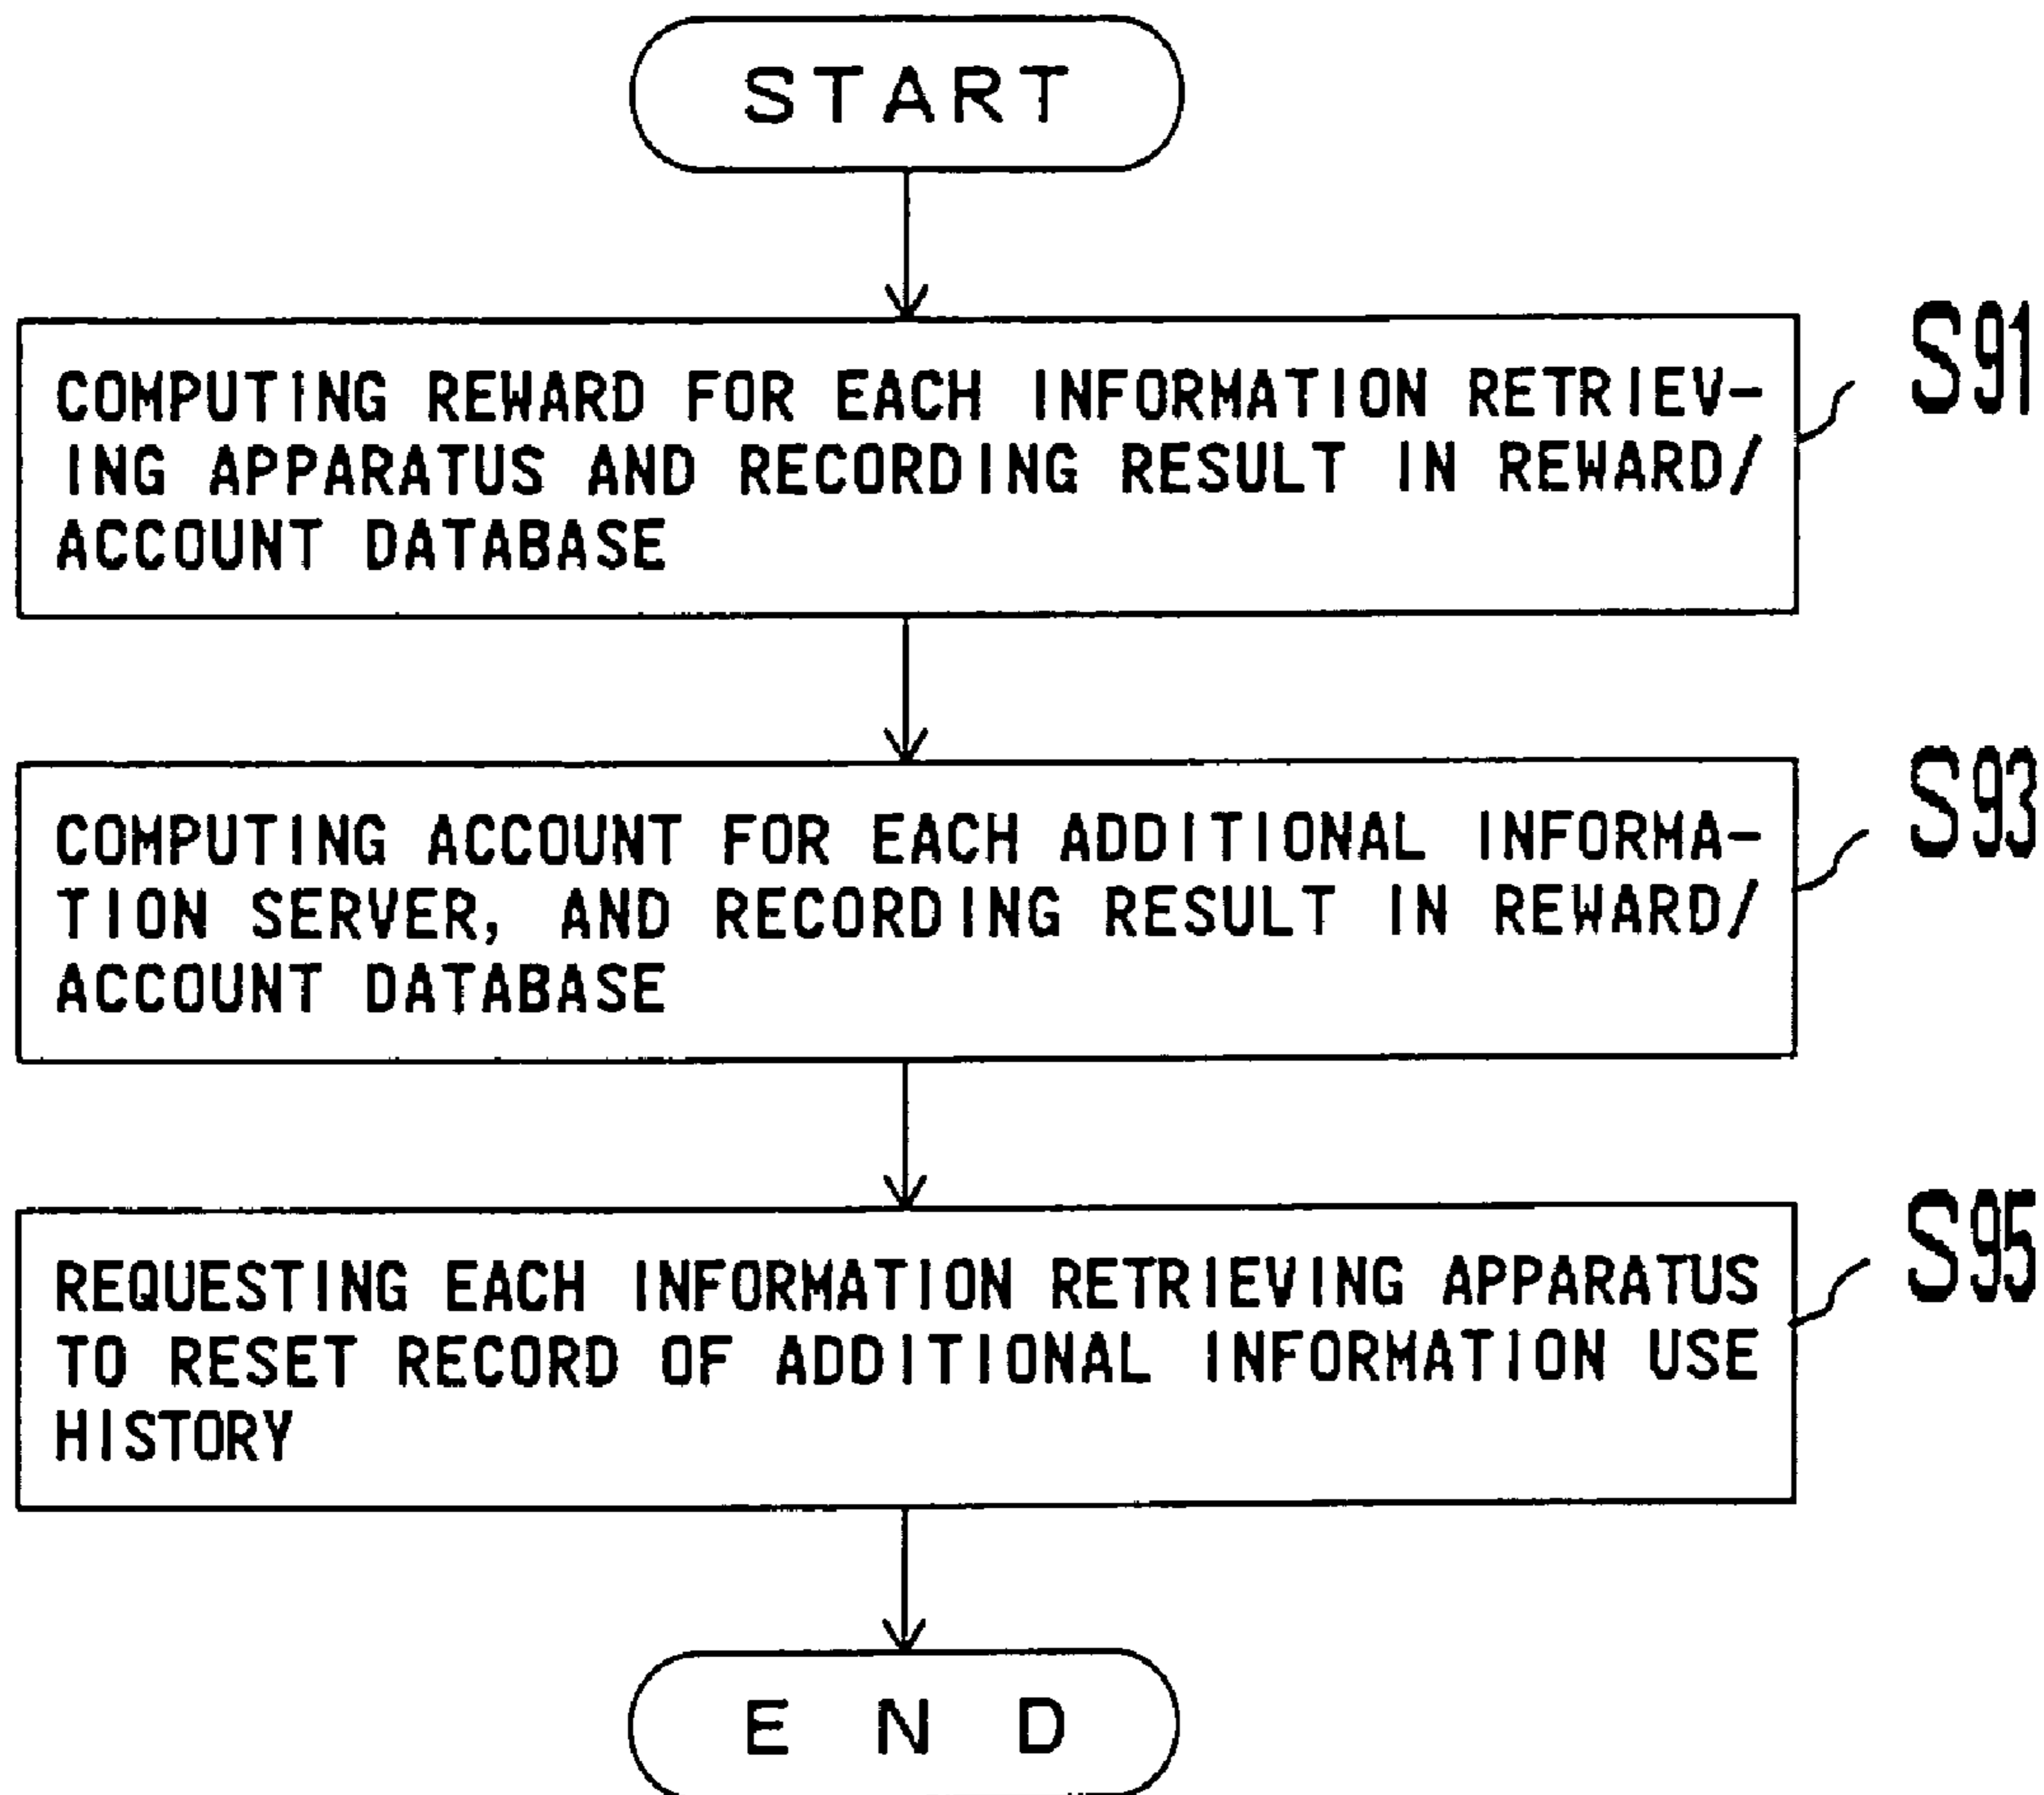 START
S91
COMPUTING REWARD FOR EACH INFORMATION RETRIEV-
ING APPARATUS AND RECORDING RESULT IN REWARD/
ACCOUNT DATABASE
S93
COMPUTING ACCOUNT FOR EACH ADDITIONAL INFORMA-
TION SERVER, AND RECORDING RESULT IN REWARD/
ACCOUNT DATABASE
S95
REQUESTING EACH INFORMATION RETRIEVING APPARATUS
TO RESET RECORD OF ADDITIONAL INFORMATION USE
HISTORY
END